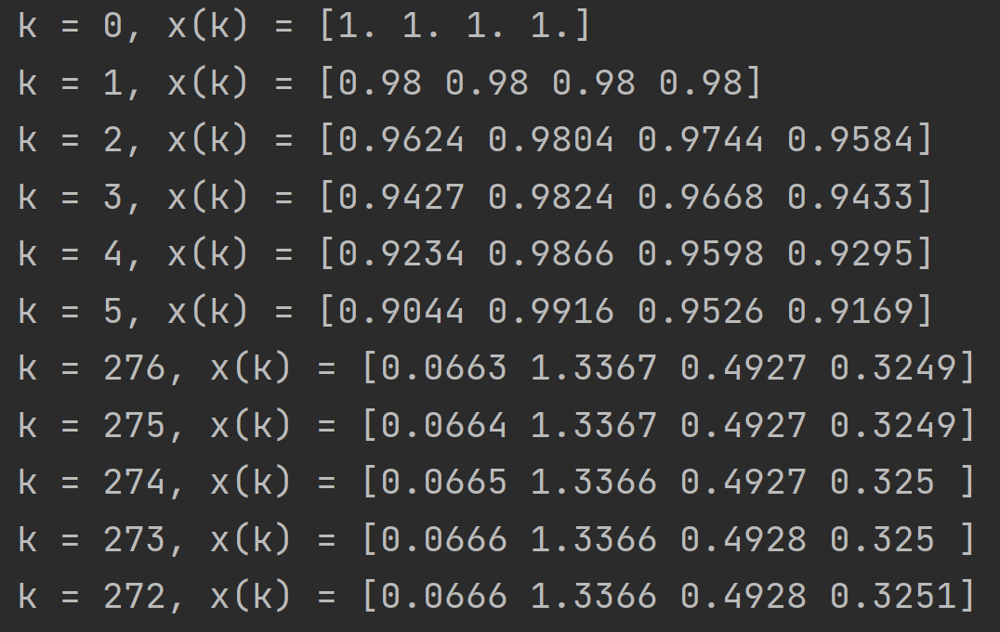 k = 0, x(k) = [1. 1. 1. 1.]
k = 1, x(k) = [0.98 0.98 0.98 0.98]
k = 2, x(k) = [0.9624 0.9804 0.9744 0.9584]
k = 3, x(k) = [0.9427 0.9824 0.9668 0.9433]
k = 4, x(k) = [0.9234 0.9866 0.9598 0.9295]
k = 5, x(k) = [0.9044 0.9916 0.9526 0.9169]
k = 276, x(k) = [0.0663 1.3367 0.4927 0.3249]
k = 275, x(k) = [0.0664 1.3367 0.4927 0.3249]
k = 274, x(k) = [0.0665 1.3366 0.4927 0.325 ]
k = 273, x(k) = [0.0666 1.3366 0.4928 0.325 ]
k = 272, x(k) = [0.0666 1.3366 0.4928 0.3251]